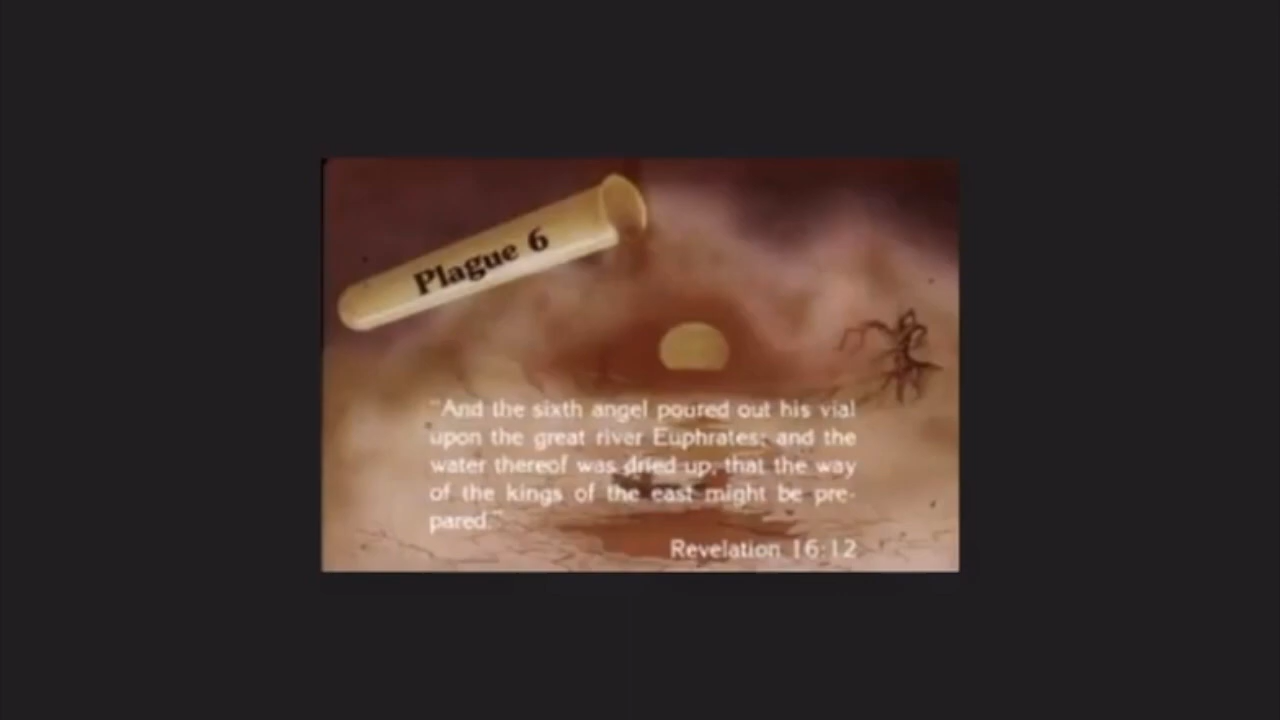 Plague 6
"And the sixth angel poured out his vial
upon the great river Euphrates; and the
water thereof was dried up, that the way
of the kings of the east might be pre-
pared."
Revelation 16:12